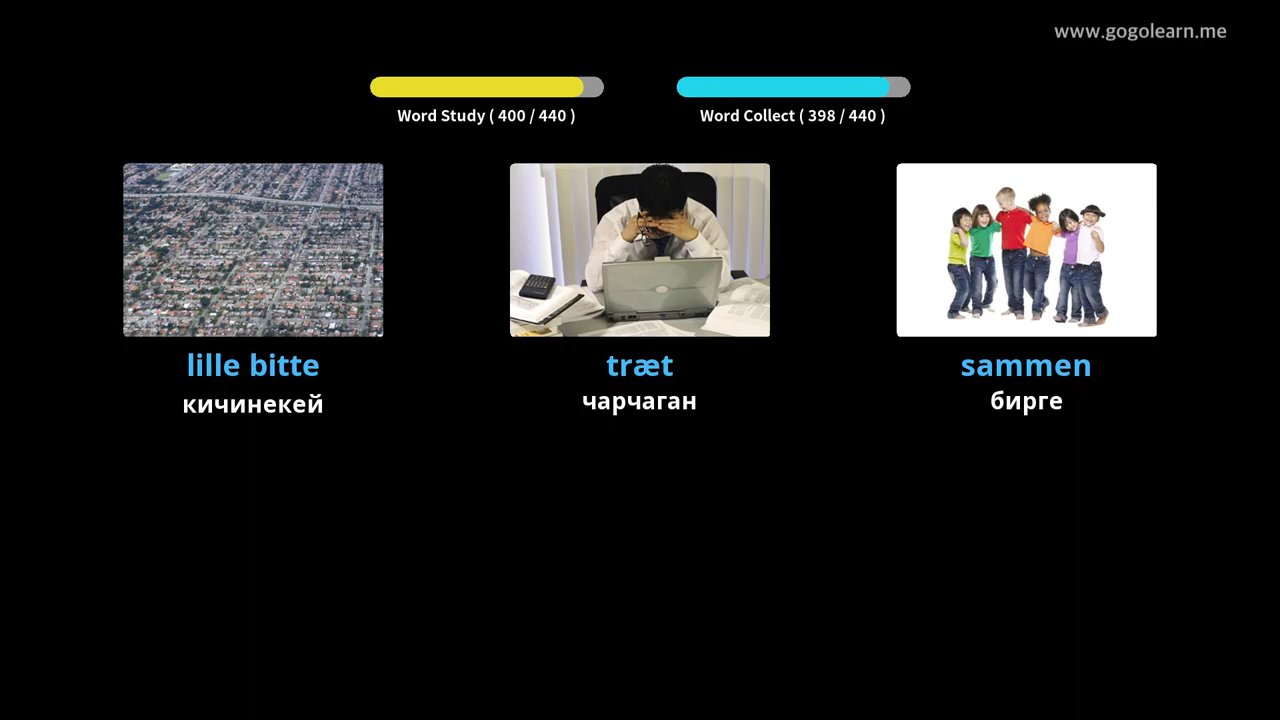 www.gogolearn.me
Word Study ( 400 / 440 )
Word Collect ( 398 / 440 )
lille bitte
кичинекей
træt
чарчаган
sammen
бирге